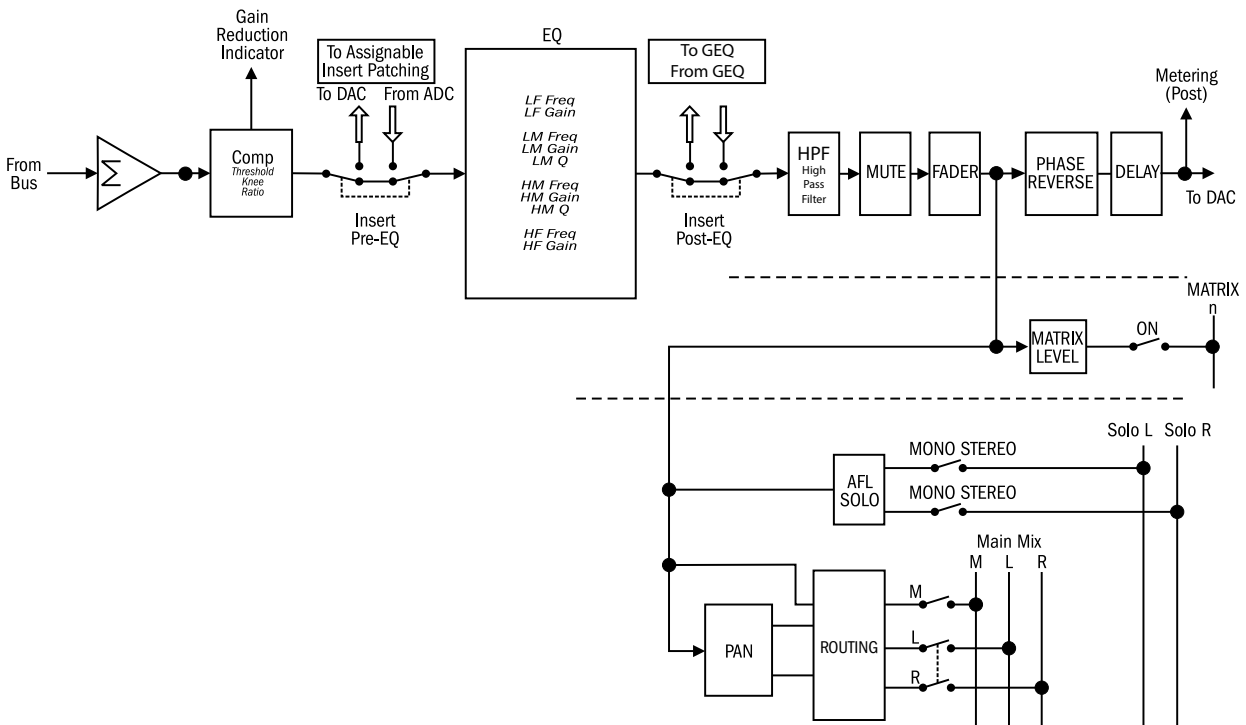 Gain
Reduction
Indicator
To Assignable
Insert Patching
To DAC From ADC
EQ
To GEQ
From GEQ
Metering
(Post)
From
Bus
Σ
Comp
Threshold
Knee
Ratio
Insert
Pre-EQ
LF Freq
LF Gain
LM Freq
LM Gain
LM Q
HM Freq
HM Gain
HM Q
HF Freq
HF Gain
Insert
Post-EQ
HPF
High
Pass
Filter
MUTE
FADER
PHASE
REVERSE
DELAY
To DAC
MATRIX
n
MATRIX
LEVEL
ON
Solo L Solo R
AFL
SOLO
MONO STEREO
MONO STEREO
Main Mix
M L R
PAN
ROUTING
M
L
R